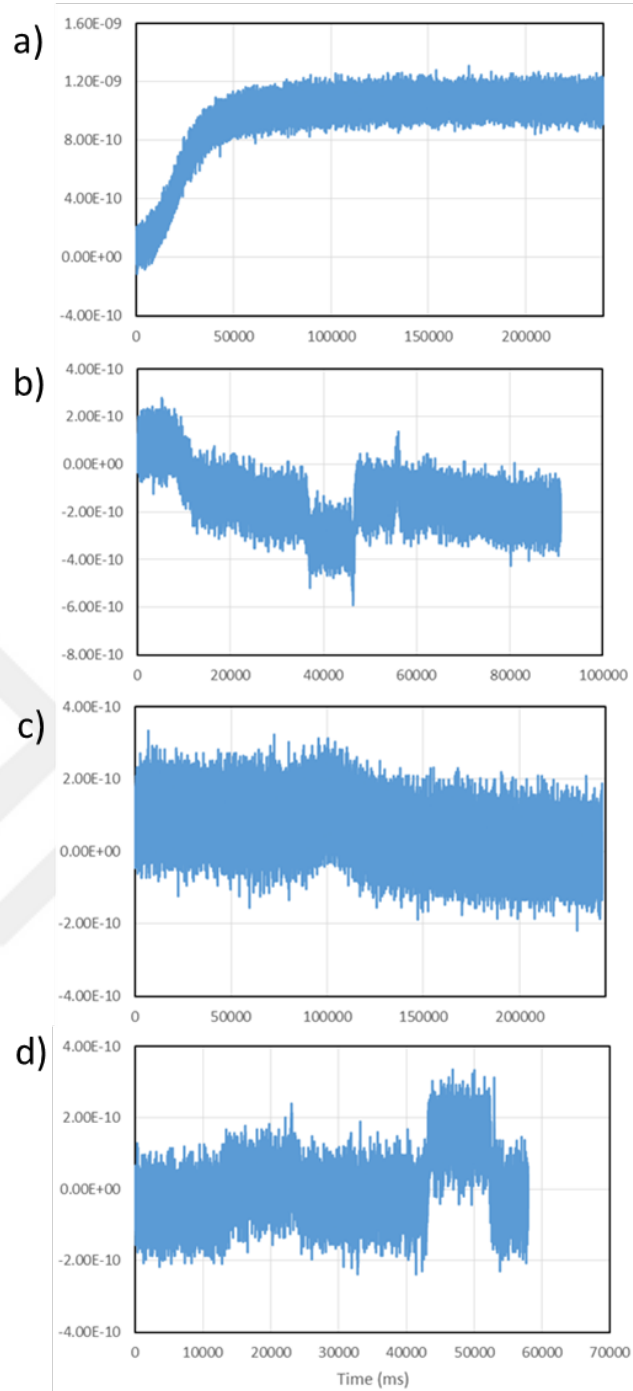 a)
1.60E-09
1.20E-09
8.00E-10
4.00E-10
0.00E+00
-4.00E-10
0 50000 100000 150000 200000
b)
4.00E-10
2.00E-10
0.00E+00
-2.00E-10
-4.00E-10
-6.00E-10
-8.00E-10
0 20000 40000 60000 80000 100000
c)
4.00E-10
2.00E-10
0.00E+00
-2.00E-10
-4.00E-10
0 50000 100000 150000 200000
d)
4.00E-10
2.00E-10
0.00E+00
-2.00E-10
-4.00E-10
0 10000 20000 30000 40000 50000 60000 70000
Time (ms)